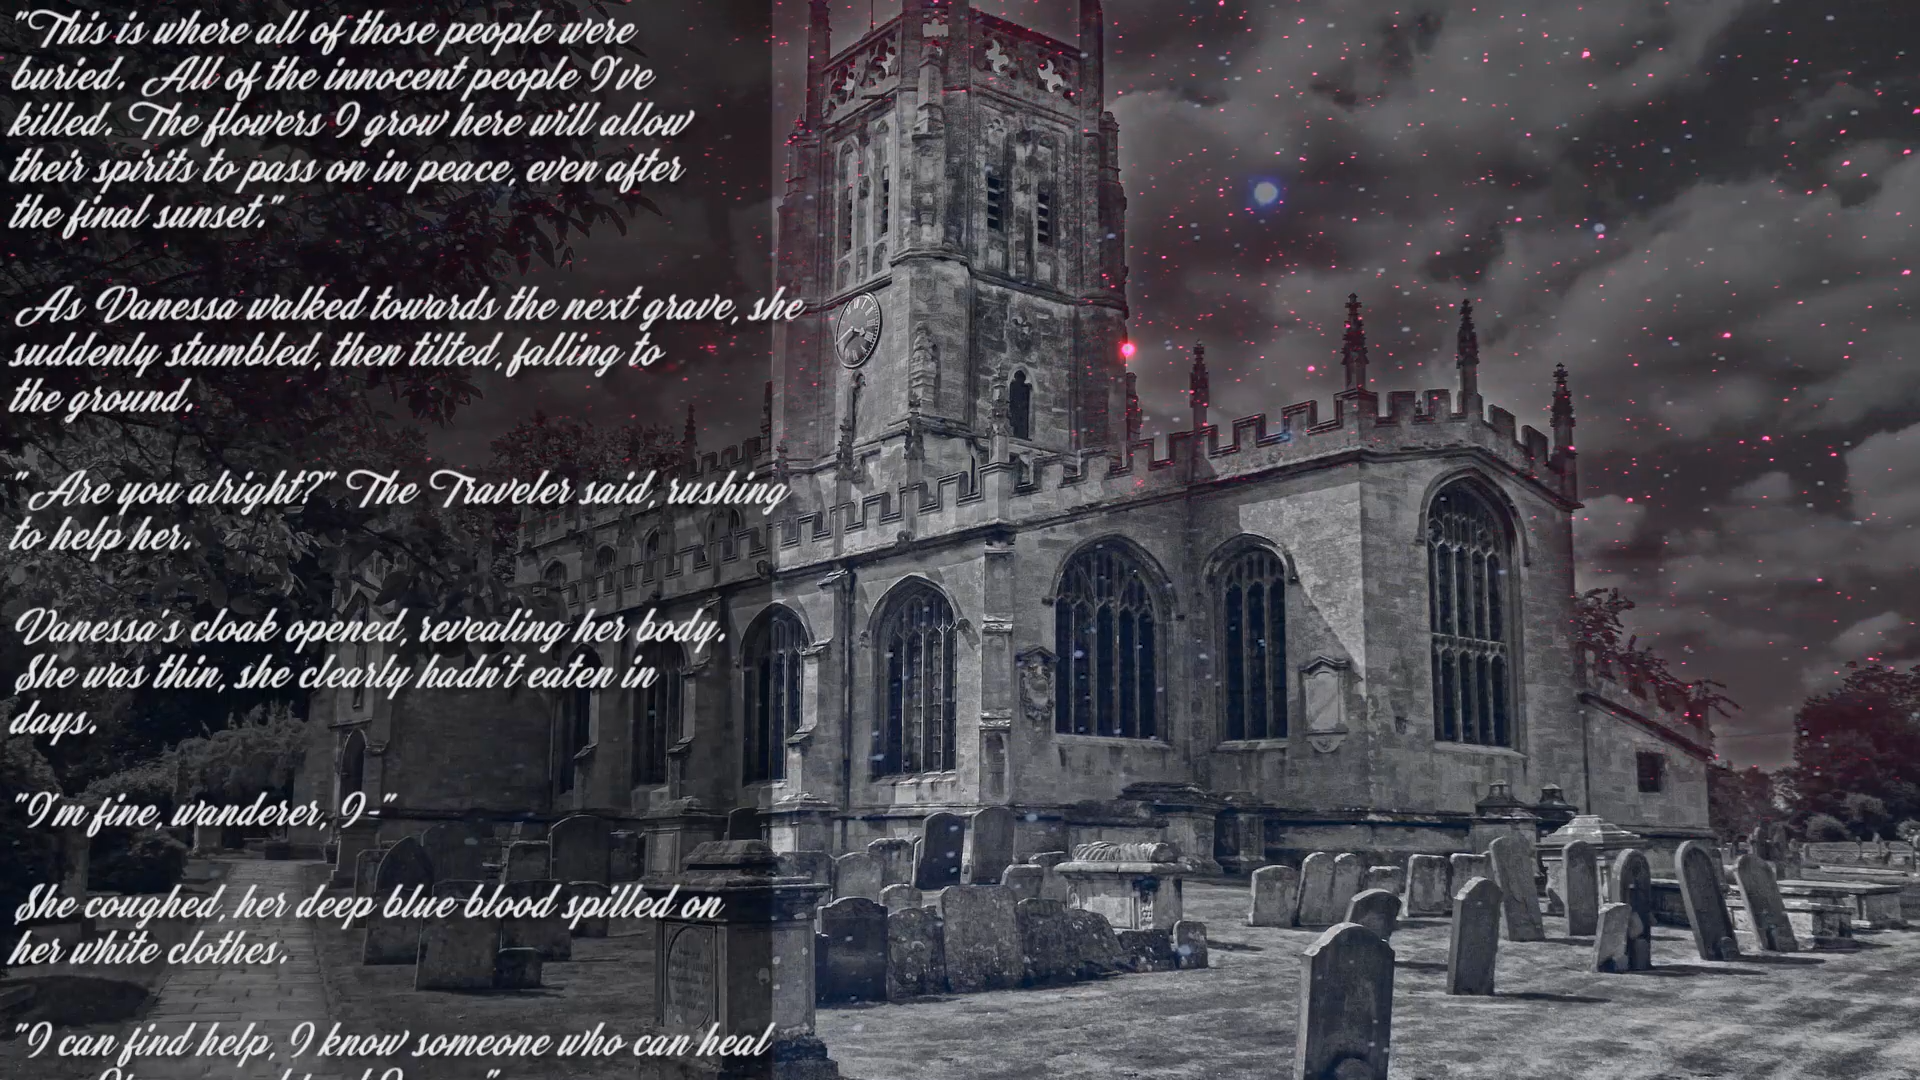 "This is where all of those people were
buried. All of the innocent people I've
killed. The flowers I grow here will allow
their spirits to pass on in peace, even after
the final sunset."
As Vanessa walked towards the next grave, she
suddenly stumbled, then tilted, falling to
the ground.
"Are you alright?" The Traveler said, rushing
to help her.
Vanessa's cloak opened, revealing her body.
She was thin, she clearly hadn't eaten in
days.
"I'm fine, wanderer, I-"
She coughed, her deep blue blood spilled on
her white clothes.
"I can find help, I know someone who can heal